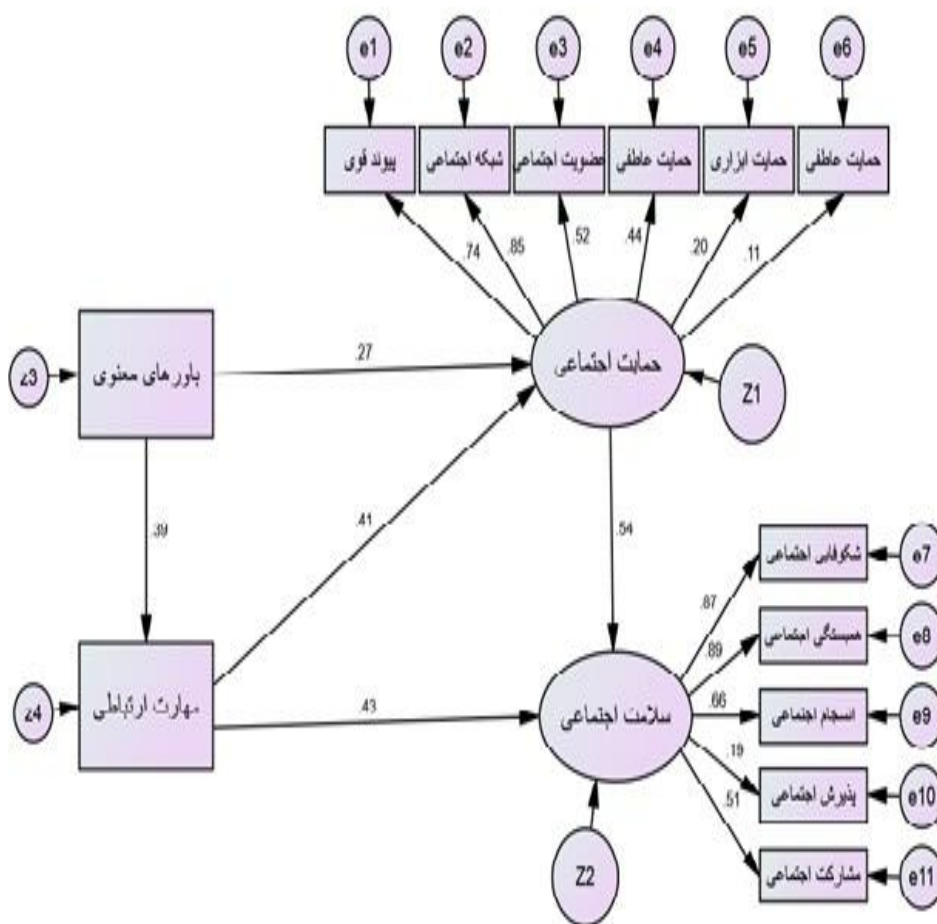 e1 e2 e3 e4 e5 e6
پیوند قوی شبکه اجتماعی عضویت اجتماعی حمایت عاطفی حمایت ابزاری حمایت عاطفی
.74 .85 .52 .44 .20 .11
z3
باورهای معنوی
.27
حمایت اجتماعی
Z1
.39
.41
.54
شکوفایی اجتماعی
e7
.87
همبستگی اجتماعی
e8
.89
z4
مهارت ارتباطی
.43
سلامت اجتماعی
.66
انسجام اجتماعی
e9
.19
پذیرش اجتماعی
e10
.51
Z2
مشارکت اجتماعی
e11